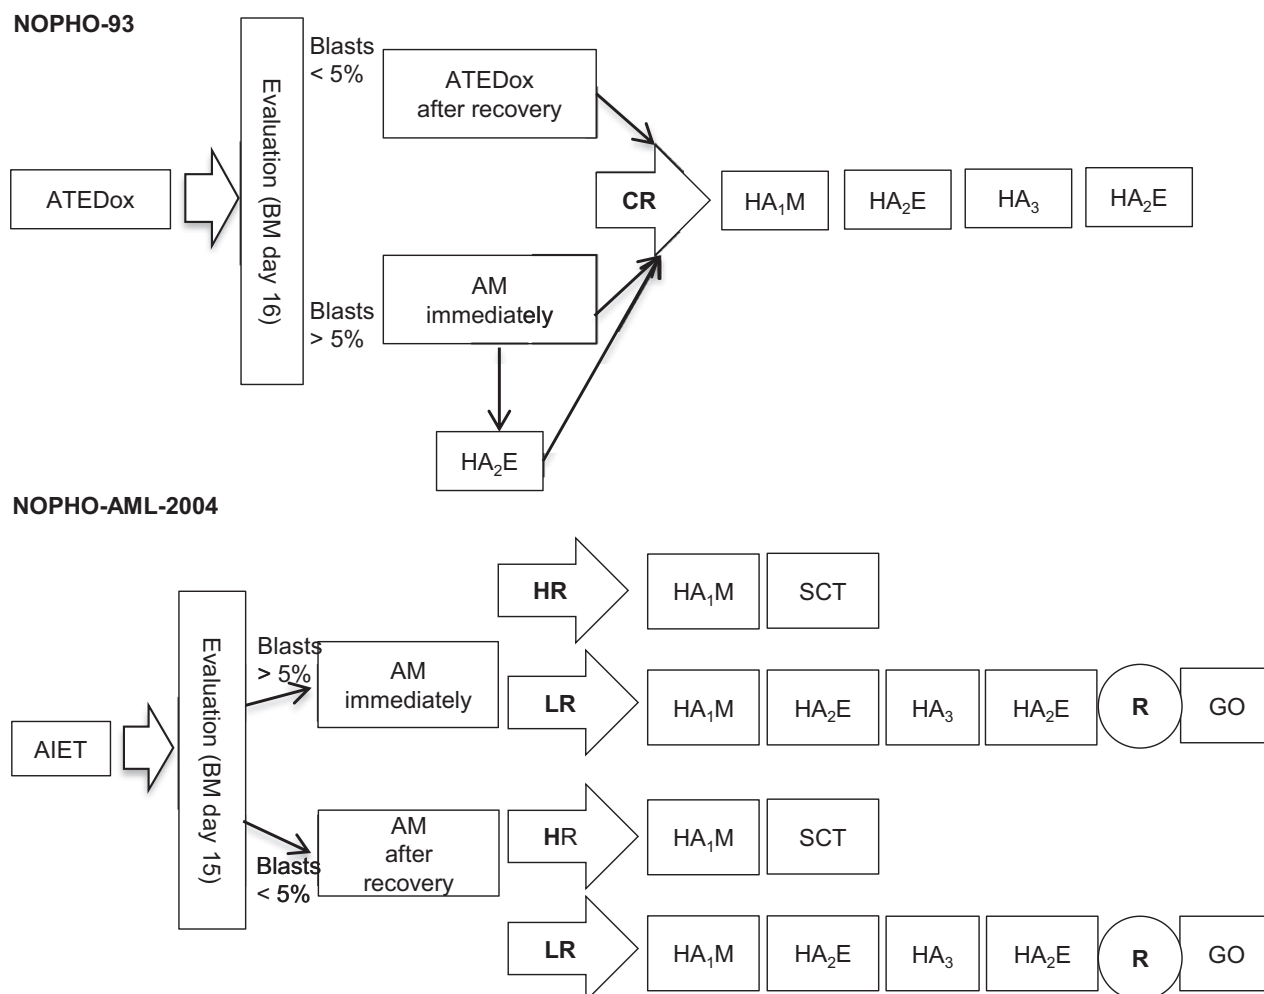 NOPHO-93
Blasts
< 5%
ATEDox
after recovery
ATEDox
Evaluation (BM day 16)
CR
HA₁M
HA₂E
HA₃
HA₂E
Blasts
> 5%
AM
immediately
HA₂E
NOPHO-AML-2004
HR
HA₁M
SCT
Blasts
> 5%
AM
immediately
LR
HA₁M
HA₂E
HA₃
HA₂E
R
GO
AIET
Evaluation (BM day 15)
HR
HA₁M
SCT
Blasts
< 5%
AM
after
recovery
LR
HA₁M
HA₂E
HA₃
HA₂E
R
GO